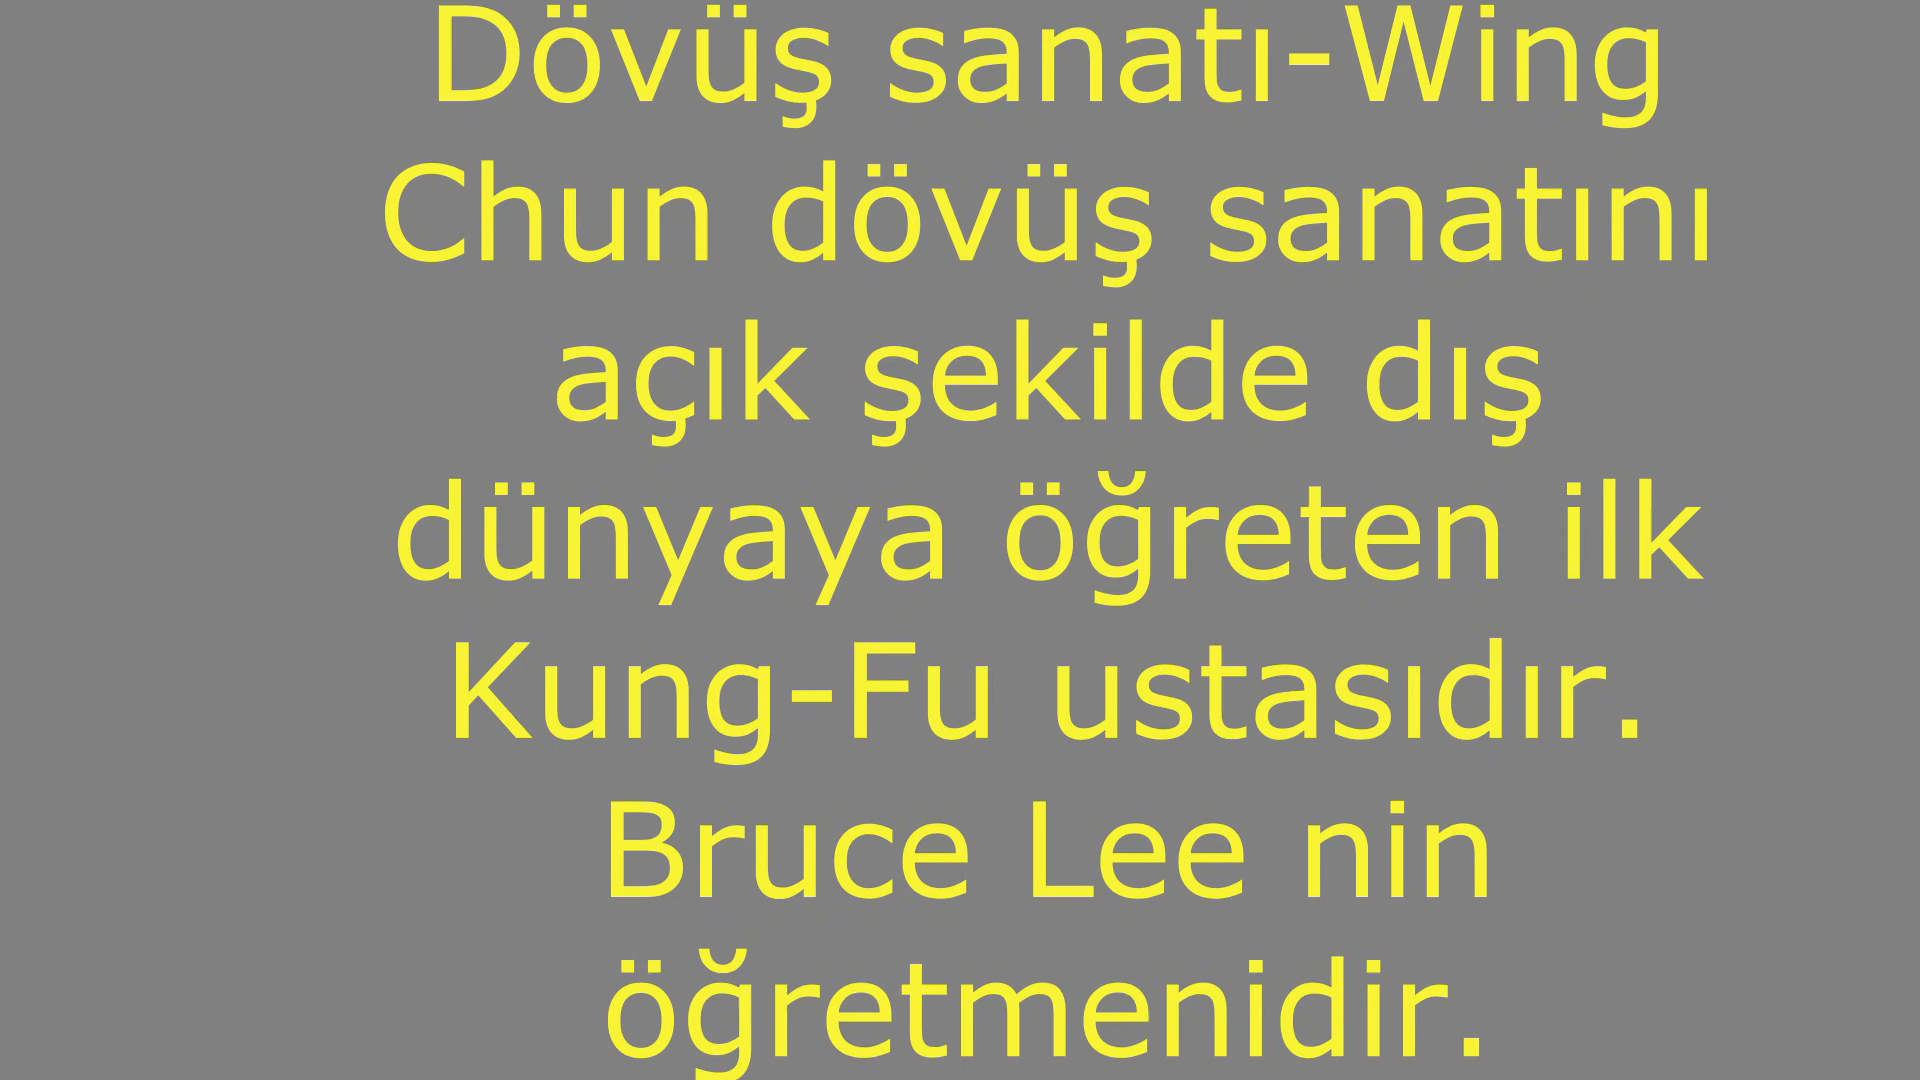 Dövüş sanatı-Wing
Chun dövüş sanatını
açık şekilde dış
dünyaya öğreten ilk
Kung-Fu ustasıdır.
Bruce Lee nin
öğretmenidir.